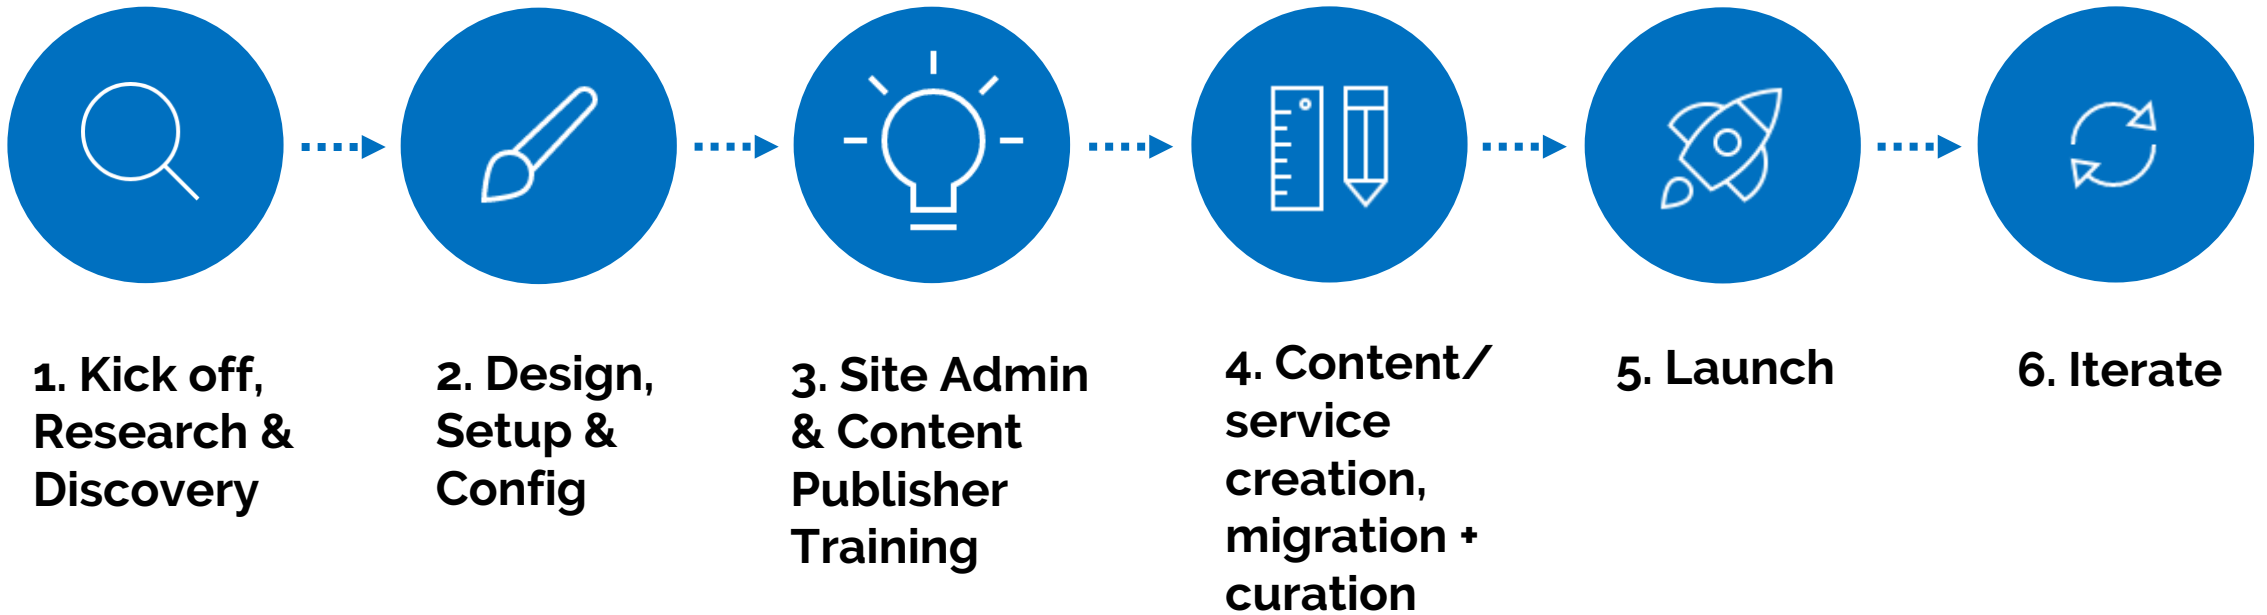 1. Kick off,
Research &
Discovery
2. Design,
Setup &
Config
3. Site Admin
& Content
Publisher
Training
4. Content/
service
creation,
migration +
curation
5. Launch
6. Iterate